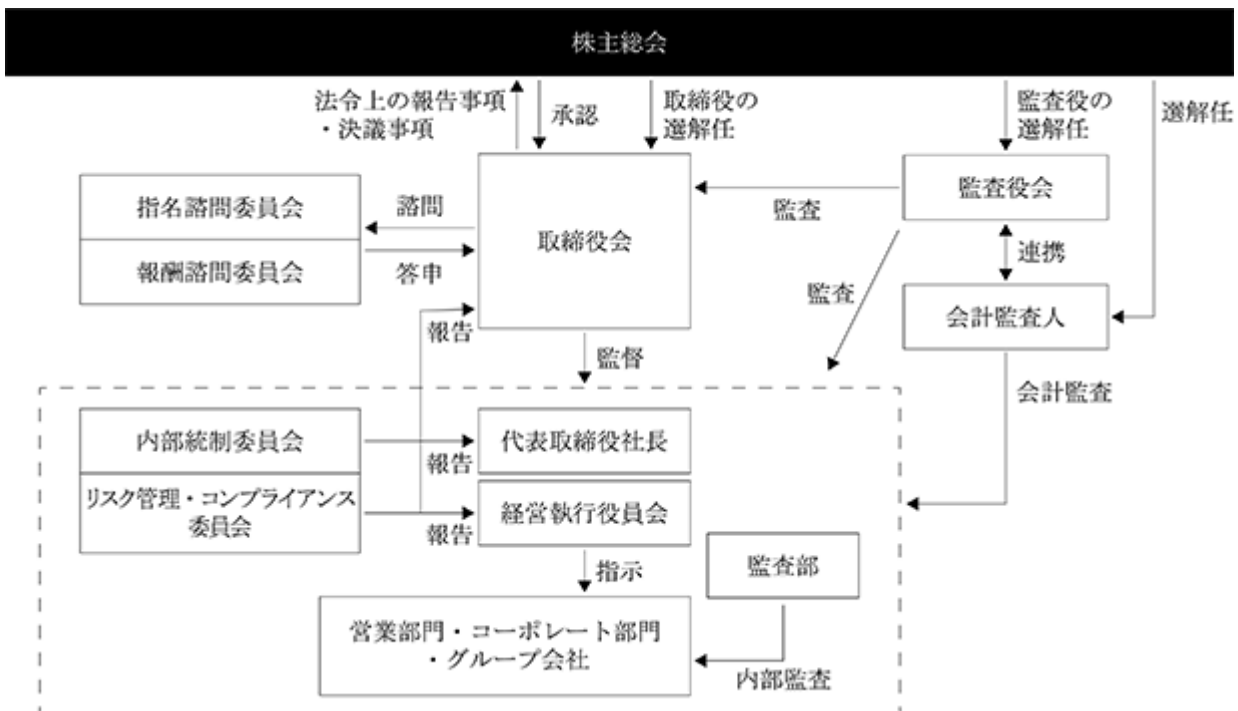 株主総会
法令上の報告事項
・決議事項
承認
取締役の
選解任
監査役の
選解任
選解任
指名諮問委員会
報酬諮問委員会
諮問
答申
取締役会
監査
監査役会
連携
監査
会計監査人
報告
監督
会計監査
内部統制委員会
報告
代表取締役社長
リスク管理・コンプライアンス
委員会
報告
経営執行役員会
指示
監査部
営業部門・コーポレート部門
・グループ会社
内部監査